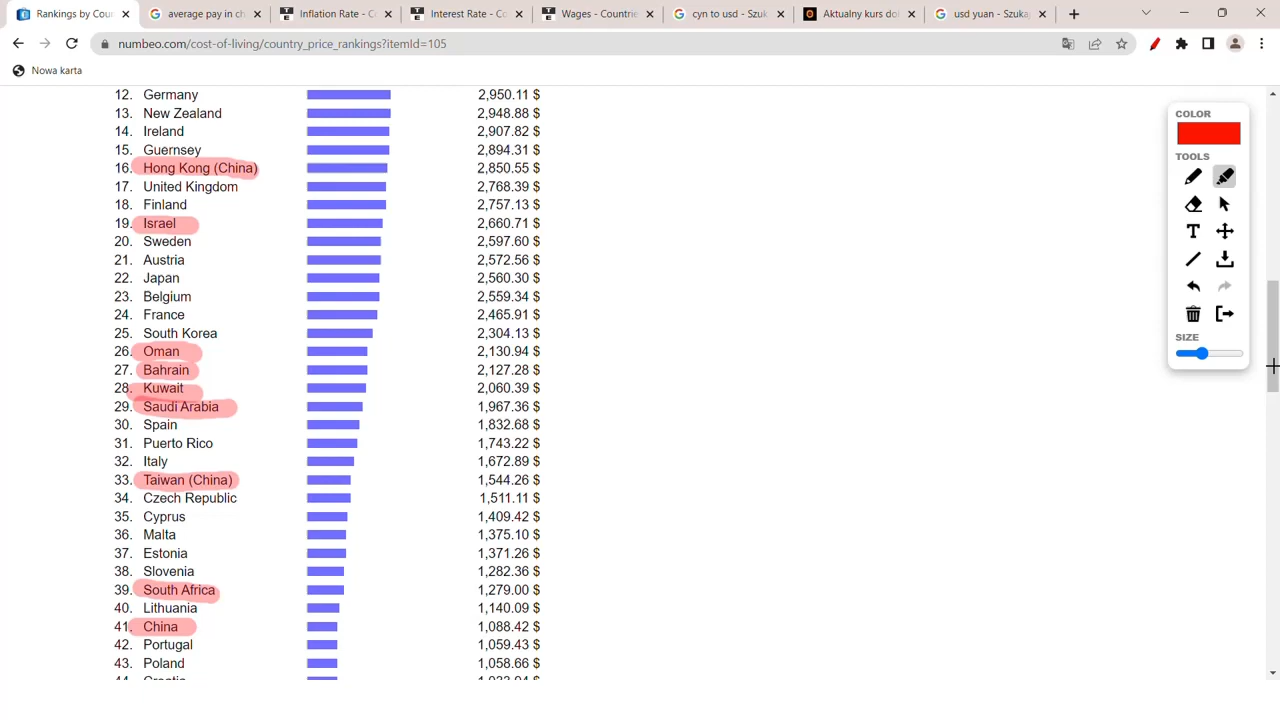 Rankings by Cou
average pay in ch
Inflation Rate - C
Interest Rate - Co
Wages - Countrie
cyn to usd - Szuk
Aktualny kurs do
usd yuan - Szuka
numbeo.com/cost-of-living/country_price_rankings?itemId=105
Nowa karta
12. Germany 2,950.11 $
13. New Zealand 2,948.88 $
14. Ireland 2,907.82 $
15. Guernsey 2,894.31 $
16. Hong Kong (China) 2,850.55 $
17. United Kingdom 2,768.39 $
18. Finland 2,757.13 $
19. Israel 2,660.71 $
20. Sweden 2,597.60 $
21. Austria 2,572.56 $
22. Japan 2,560.30 $
23. Belgium 2,559.34 $
24. France 2,465.91 $
25. South Korea 2,304.13 $
26. Oman 2,130.94 $
27. Bahrain 2,127.28 $
28. Kuwait 2,060.39 $
29. Saudi Arabia 1,967.36 $
30. Spain 1,832.68 $
31. Puerto Rico 1,743.22 $
32. Italy 1,672.89 $
33. Taiwan (China) 1,544.26 $
34. Czech Republic 1,511.11 $
35. Cyprus 1,409.42 $
36. Malta 1,375.10 $
37. Estonia 1,371.26 $
38. Slovenia 1,282.36 $
39. South Africa 1,279.00 $
40. Lithuania 1,140.09 $
41. China 1,088.42 $
42. Portugal 1,059.43 $
43. Poland 1,058.66 $
COLOR
TOOLS
SIZE